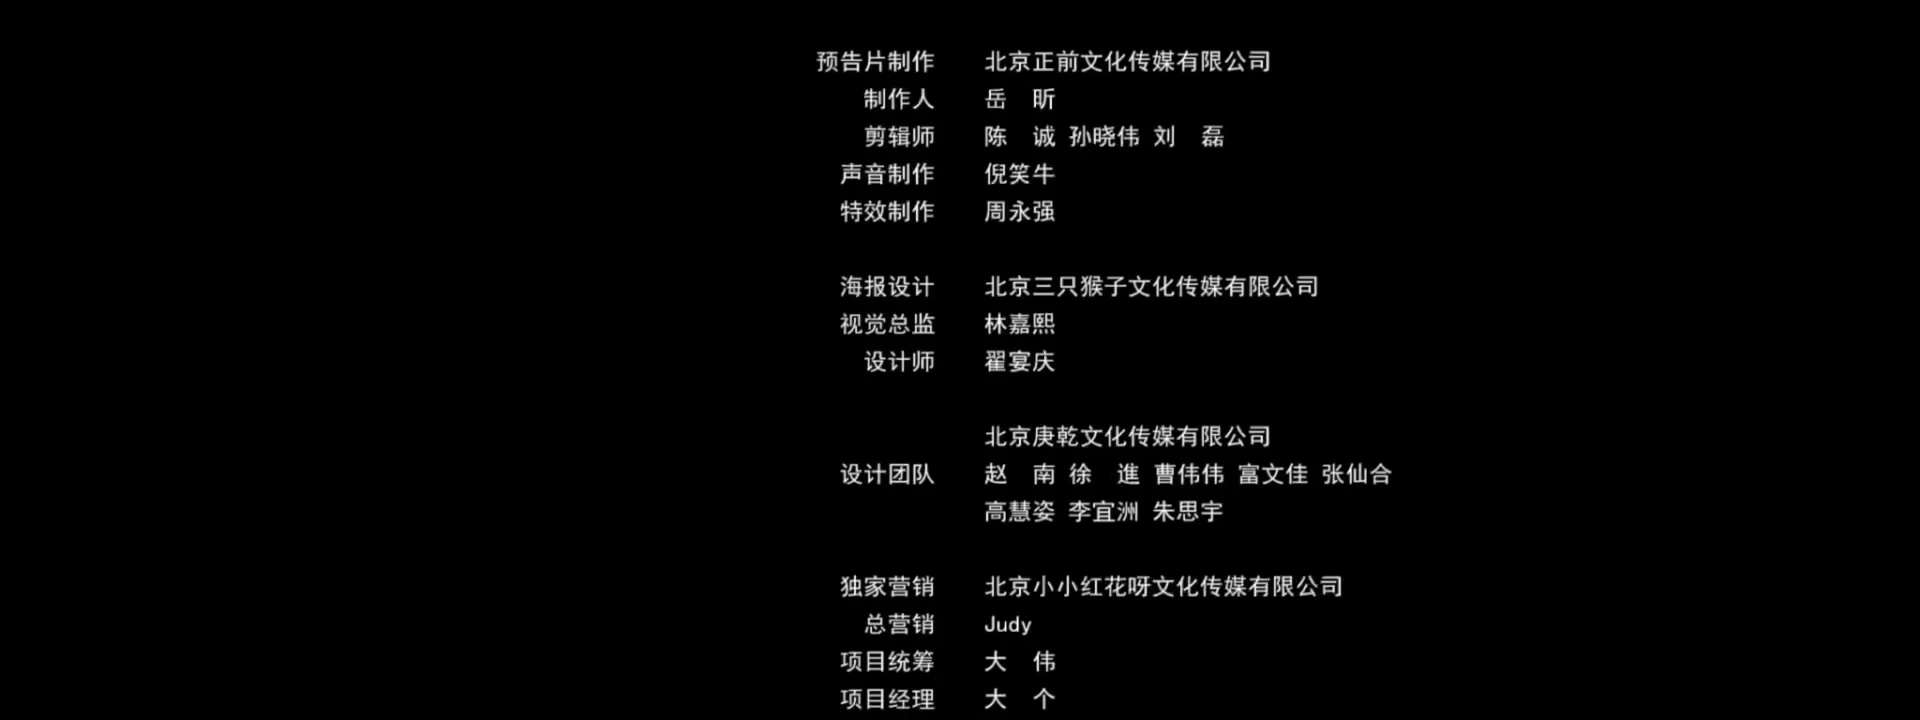 预告片制作 北京正前文化传媒有限公司
制作人 岳 昕
剪辑师 陈 诚 孙晓伟 刘 磊
声音制作 倪笑牛
特效制作 周永强
海报设计 北京三只猴子文化传媒有限公司
视觉总监 林嘉熙
设计师 翟宴庆
北京庚乾文化传媒有限公司
设计团队 赵 南 徐 進 曹伟伟 富文佳 张仙合
高慧姿 李宜洲 朱思宇
独家营销 北京小小红花呀文化传媒有限公司
总营销 Judy
项目统筹 大 伟
项目经理 大 个